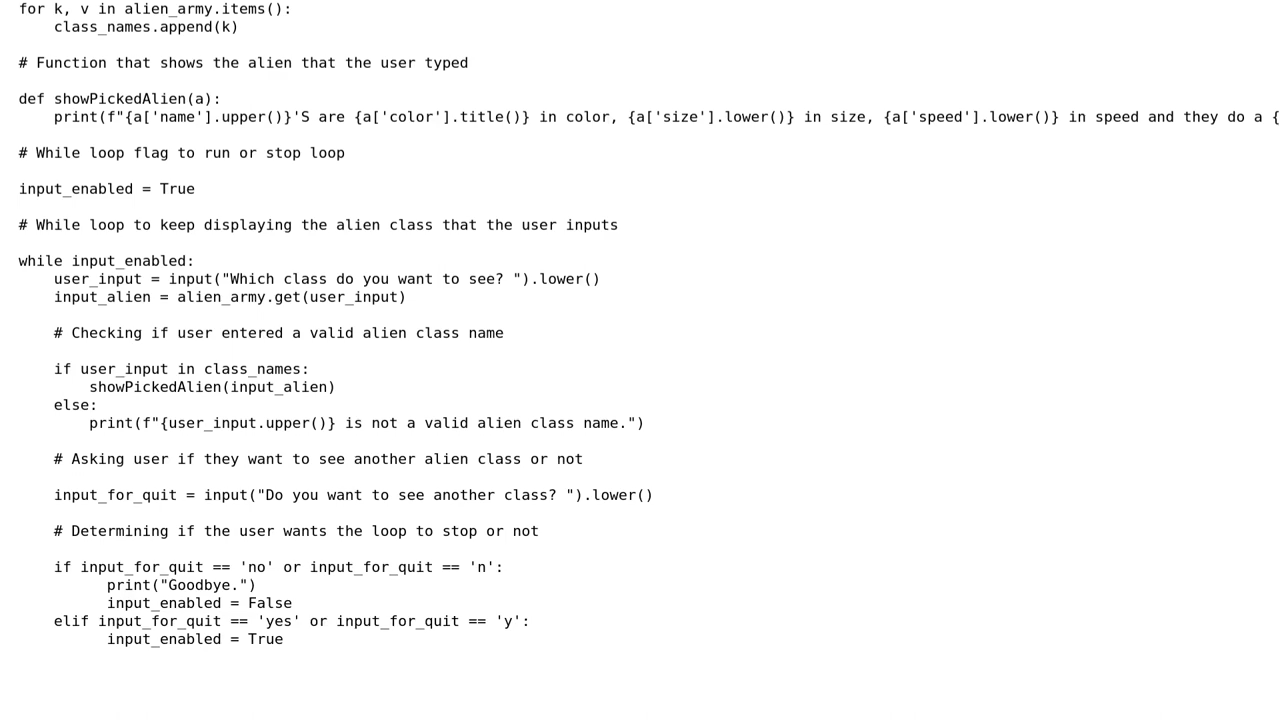 for k, v in alien_army.items():
    class_names.append(k)

# Function that shows the alien that the user typed

def showPickedAlien(a):
    print(f"{a['name'].upper()}'S are {a['color'].title()} in color, {a['size'].lower()} in size, {a['speed'].lower()} in speed and they do a {

# While loop flag to run or stop loop

input_enabled = True

# While loop to keep displaying the alien class that the user inputs

while input_enabled:
    user_input = input("Which class do you want to see? ").lower()
    input_alien = alien_army.get(user_input)

    # Checking if user entered a valid alien class name

    if user_input in class_names:
        showPickedAlien(input_alien)
    else:
        print(f"{user_input.upper()} is not a valid alien class name.")

    # Asking user if they want to see another alien class or not

    input_for_quit = input("Do you want to see another class? ").lower()

    # Determining if the user wants the loop to stop or not

    if input_for_quit == 'no' or input_for_quit == 'n':
          print("Goodbye.")
          input_enabled = False
    elif input_for_quit == 'yes' or input_for_quit == 'y':
          input_enabled = True